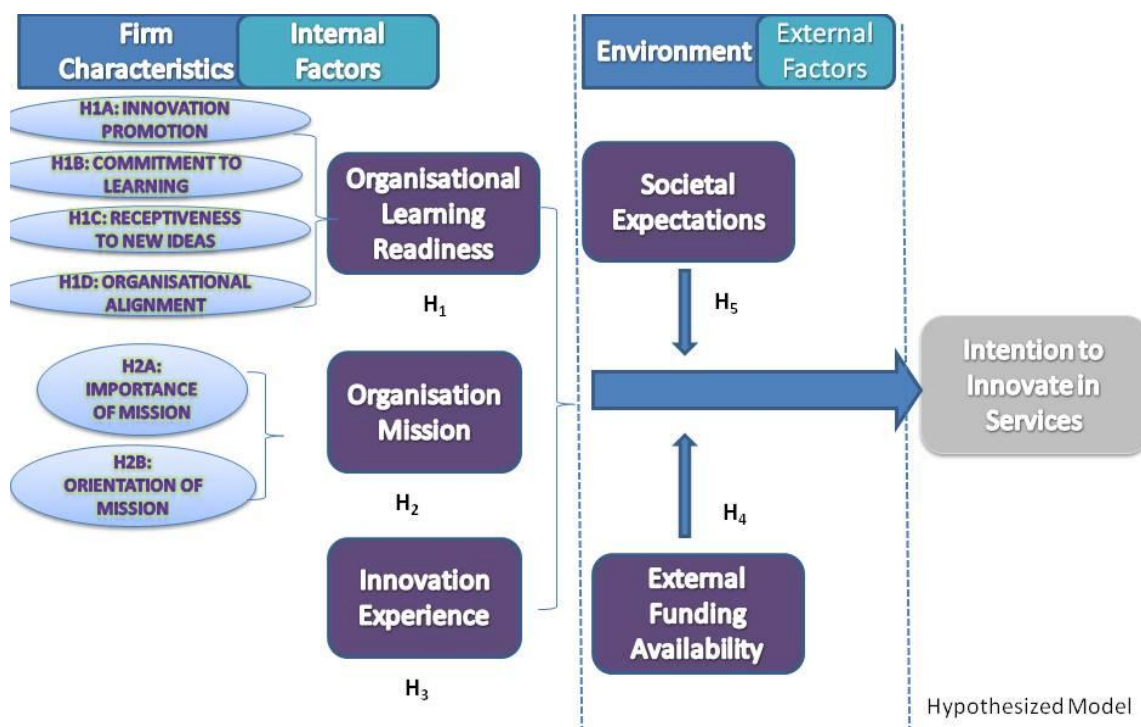 Firm
Characteristics
Internal
Factors
Environment
External
Factors
H1A: INNOVATION
PROMOTION
H1B: COMMITMENT TO
LEARNING
H1C: RECEPTIVENESS
TO NEW IDEAS
H1D: ORGANISATIONAL
ALIGNMENT
Organisational
Learning
Readiness
H1
Societal
Expectations
H5
H2A:
IMPORTANCE
OF MISSION
H2B:
ORIENTATION OF
MISSION
Organisation
Mission
H2
Intention to
Innovate in
Services
Innovation
Experience
H3
H4
External
Funding
Availability
Hypothesized Model